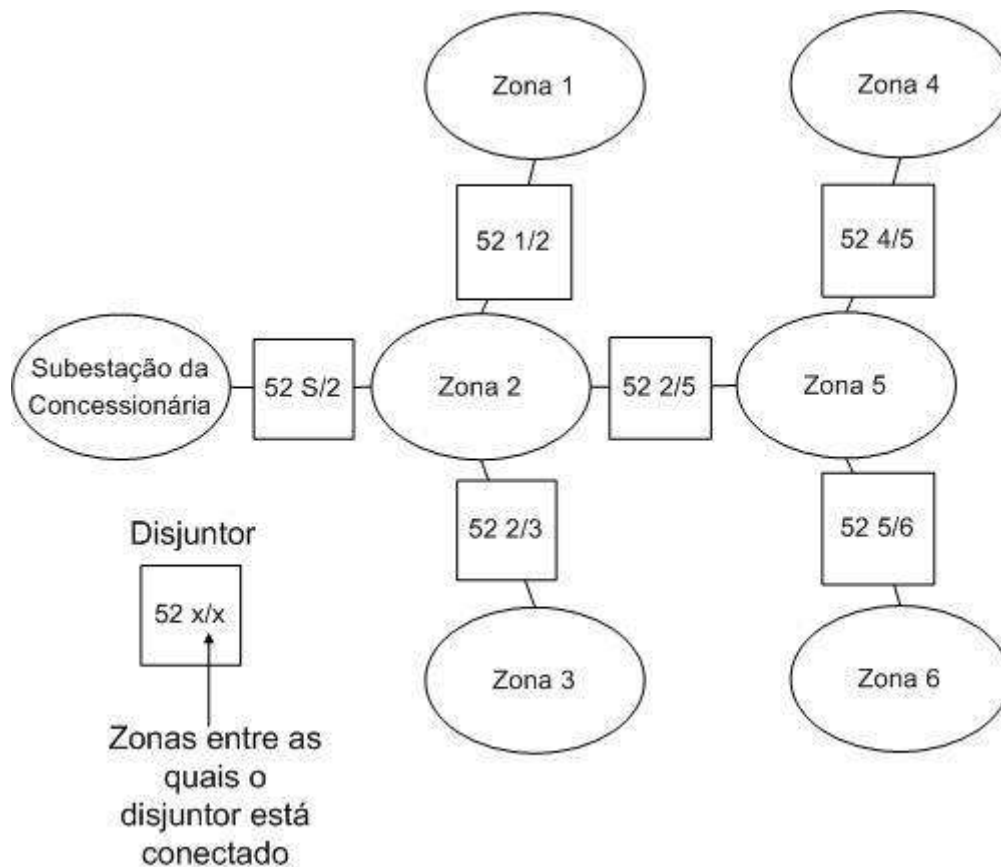 Zona 1
Zona 4
52 1/2
52 4/5
Subestação da
Concessionária
52 S/2
Zona 2
52 2/5
Zona 5
52 2/3
52 5/6
Disjuntor
52 x/x
Zona 3
Zona 6
Zonas entre as
quais o
disjuntor está
conectado